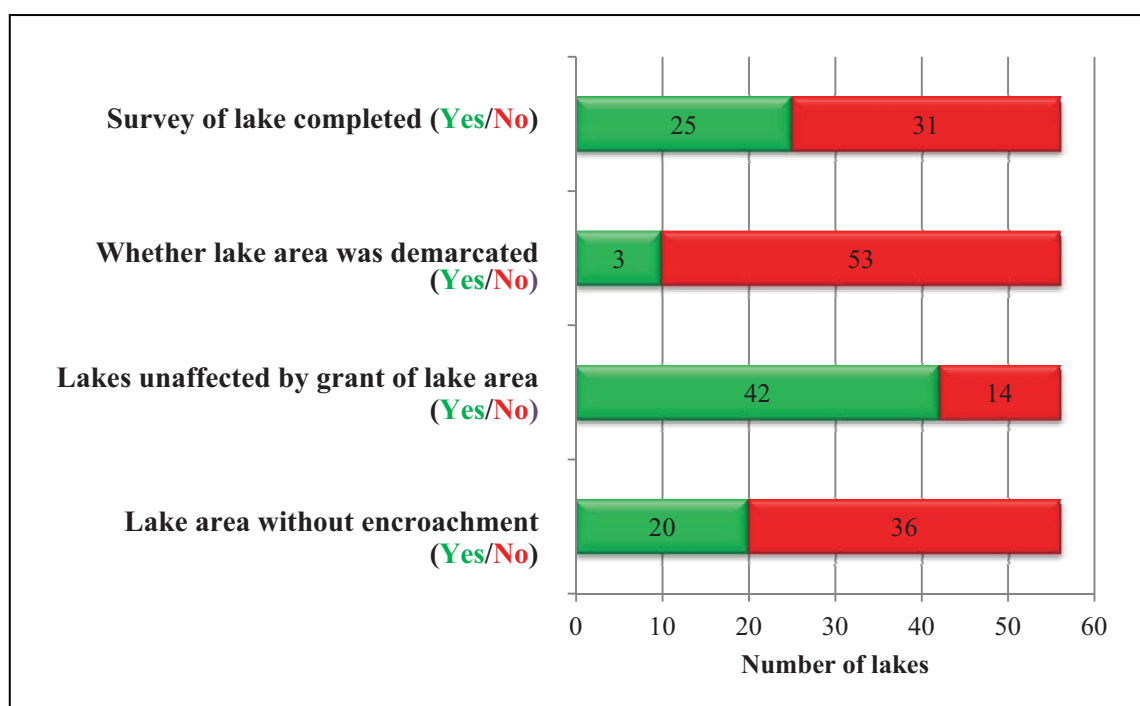 Survey of lake completed (Yes/No)
25 31
Whether lake area was demarcated
(Yes/No)
3 53
Lakes unaffected by grant of lake area
(Yes/No)
42 14
Lake area without encroachment
(Yes/No)
20 36
0 10 20 30 40 50 60
Number of lakes